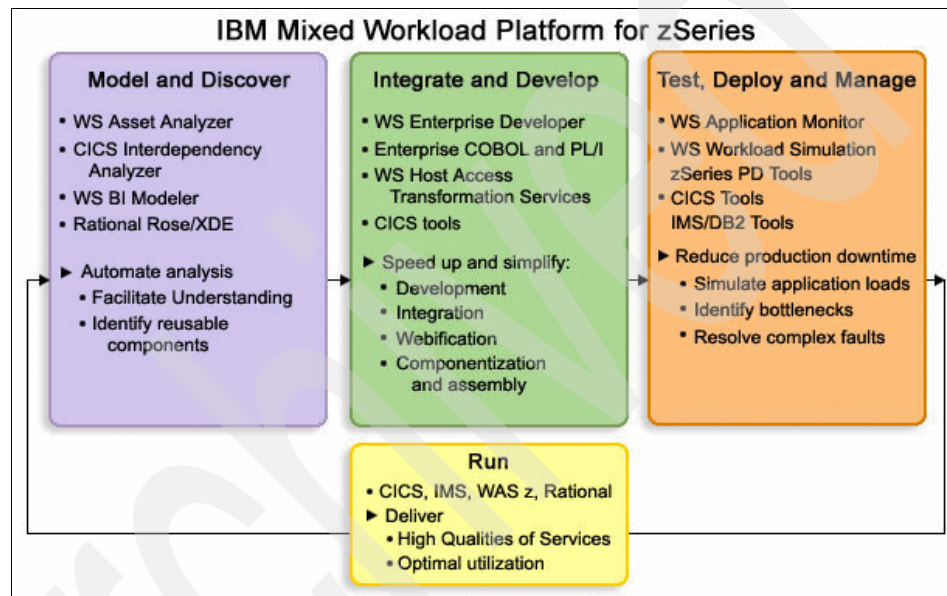 IBM Mixed Workload Platform for zSeries
Model and Discover
• WS Asset Analyzer
• CICS Interdependency
Analyzer
• WS BI Modeler
• Rational Rose/XDE
► Automate analysis
• Facilitate Understanding
• Identify reusable
components
Integrate and Develop
• WS Enterprise Developer
• Enterprise COBOL and PL/I
• WS Host Access
Transformation Services
• CICS tools
► Speed up and simplify:
• Development
• Integration
• Webification
• Componentization
and assembly
Test, Deploy and Manage
• WS Application Monitor
• WS Workload Simulation
zSeries PD Tools
• CICS Tools
IMS/DB2 Tools
► Reduce production downtime
• Simulate application loads
• Identify bottlenecks
• Resolve complex faults
Run
• CICS, IMS, WAS z, Rational
► Deliver
• High Qualities of Services
• Optimal utilization